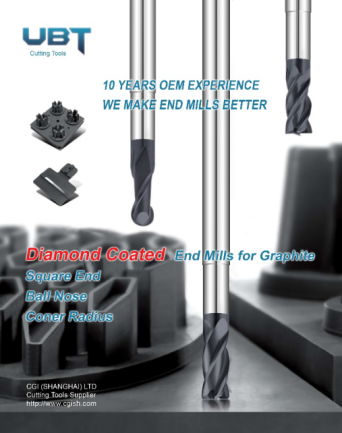 UBT
Cutting Tools
10 YEARS OEM EXPERIENCE
WE MAKE END MILLS BETTER
Diamond Coated End Mills for Graphite
Square End
Ball Nose
Coner Radius
CGI (SHANGHAI) LTD
Cutting Tools Supplier
http://www.cgish.com